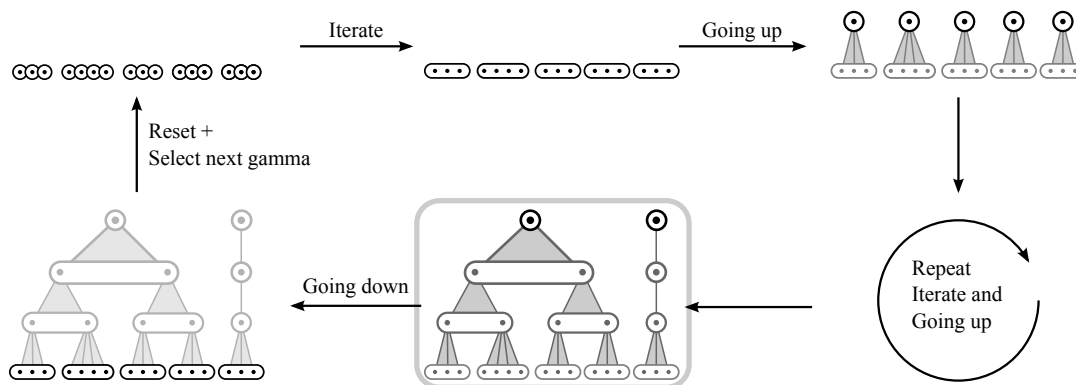 Iterate
Going up
Reset +
Select next gamma
Going down
Repeat
Iterate and
Going up